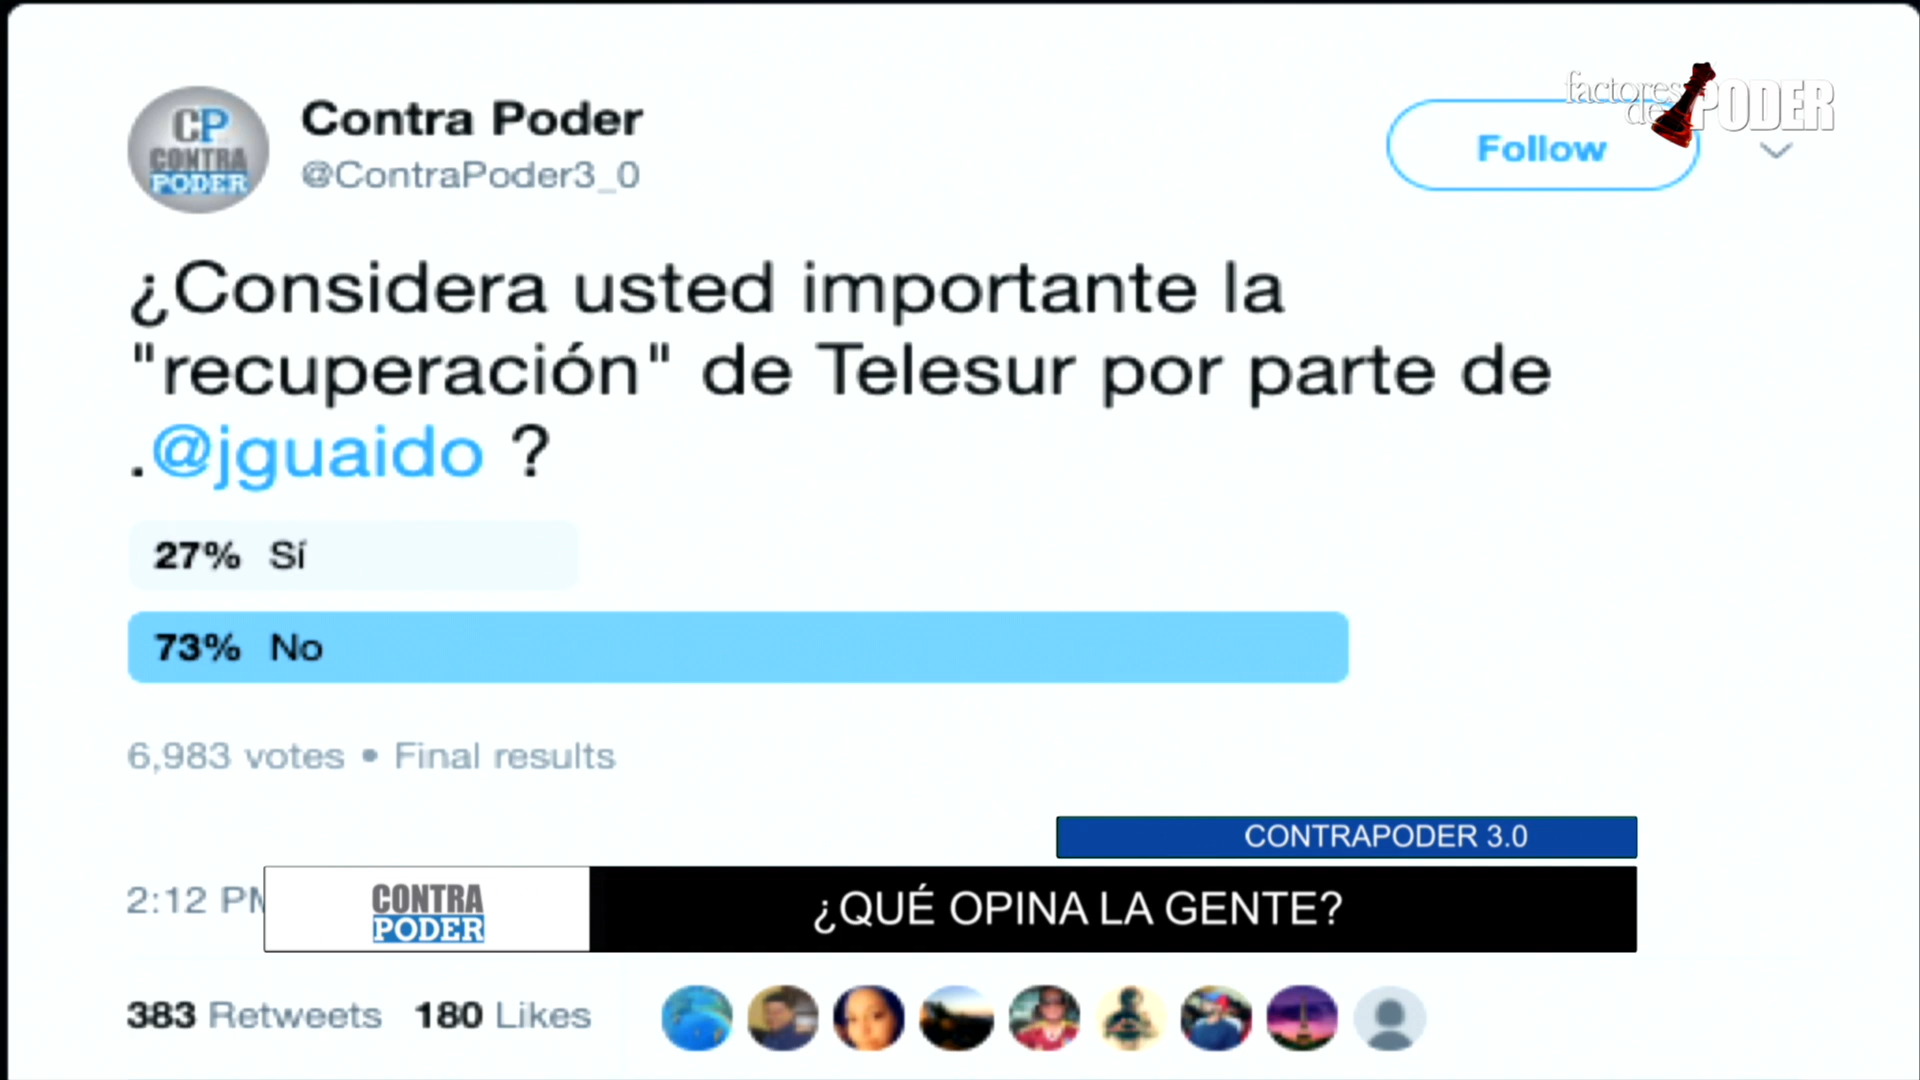 factores
de PODER
CP
CONTRA
PODER
Contra Poder
@ContraPoder3_0
Follow
¿Considera usted importante la
"recuperación" de Telesur por parte de
.@jguaido ?
27% Sí
73% No
6,983 votes • Final results
CONTRAPODER 3.0
2:12 PM
CONTRA
PODER
¿QUÉ OPINA LA GENTE?
383 Retweets 180 Likes